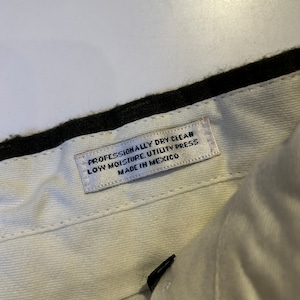 PROFESSIONALLY DRY CLEAN
LOW MOISTURE UTILITY PRESS
MADE IN MEXICO